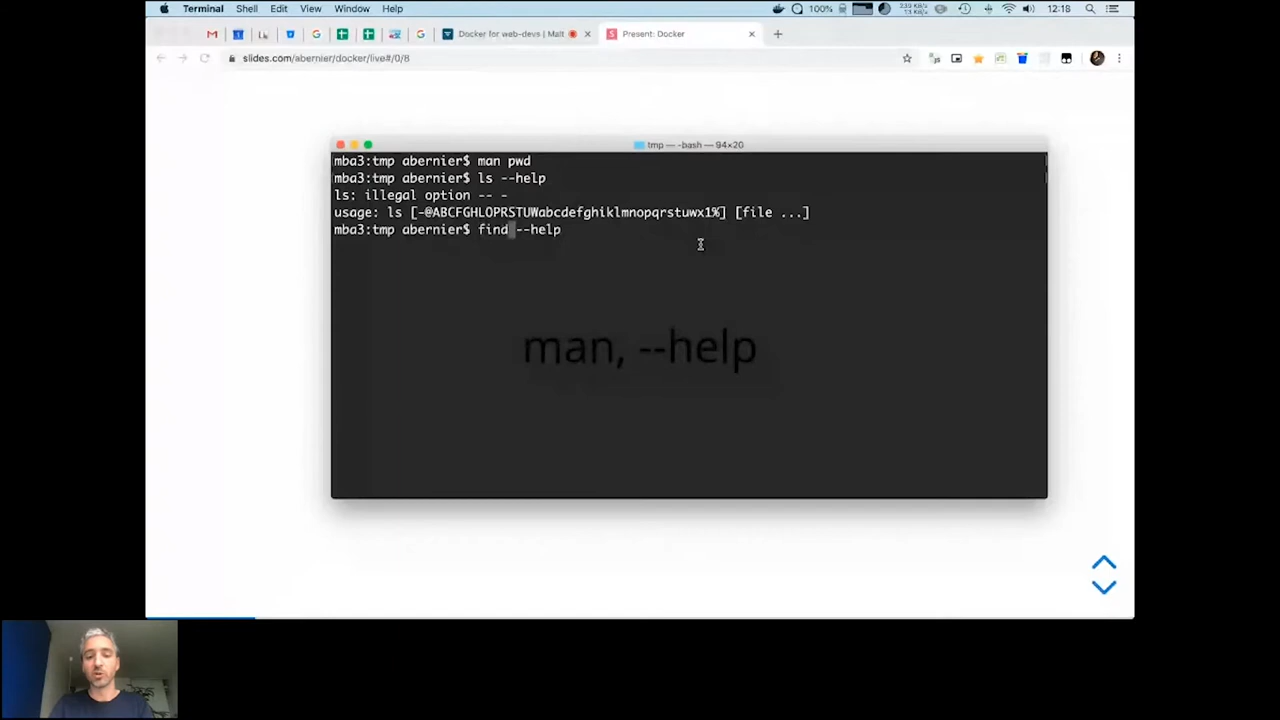 Terminal Shell Edit View Window Help 100% 12:18
Docker for web-devs | Malt Present: Docker
slides.com/abernier/docker/live#/0/8
tmp — -bash — 94×20
mba3:tmp abernier$ man pwd
mba3:tmp abernier$ ls --help
ls: illegal option -- -
usage: ls [-@ABCFGHLOPRSTUWabcdefghiklmnopqrstuwx1%] [file ...]
mba3:tmp abernier$ find --help
man, --help